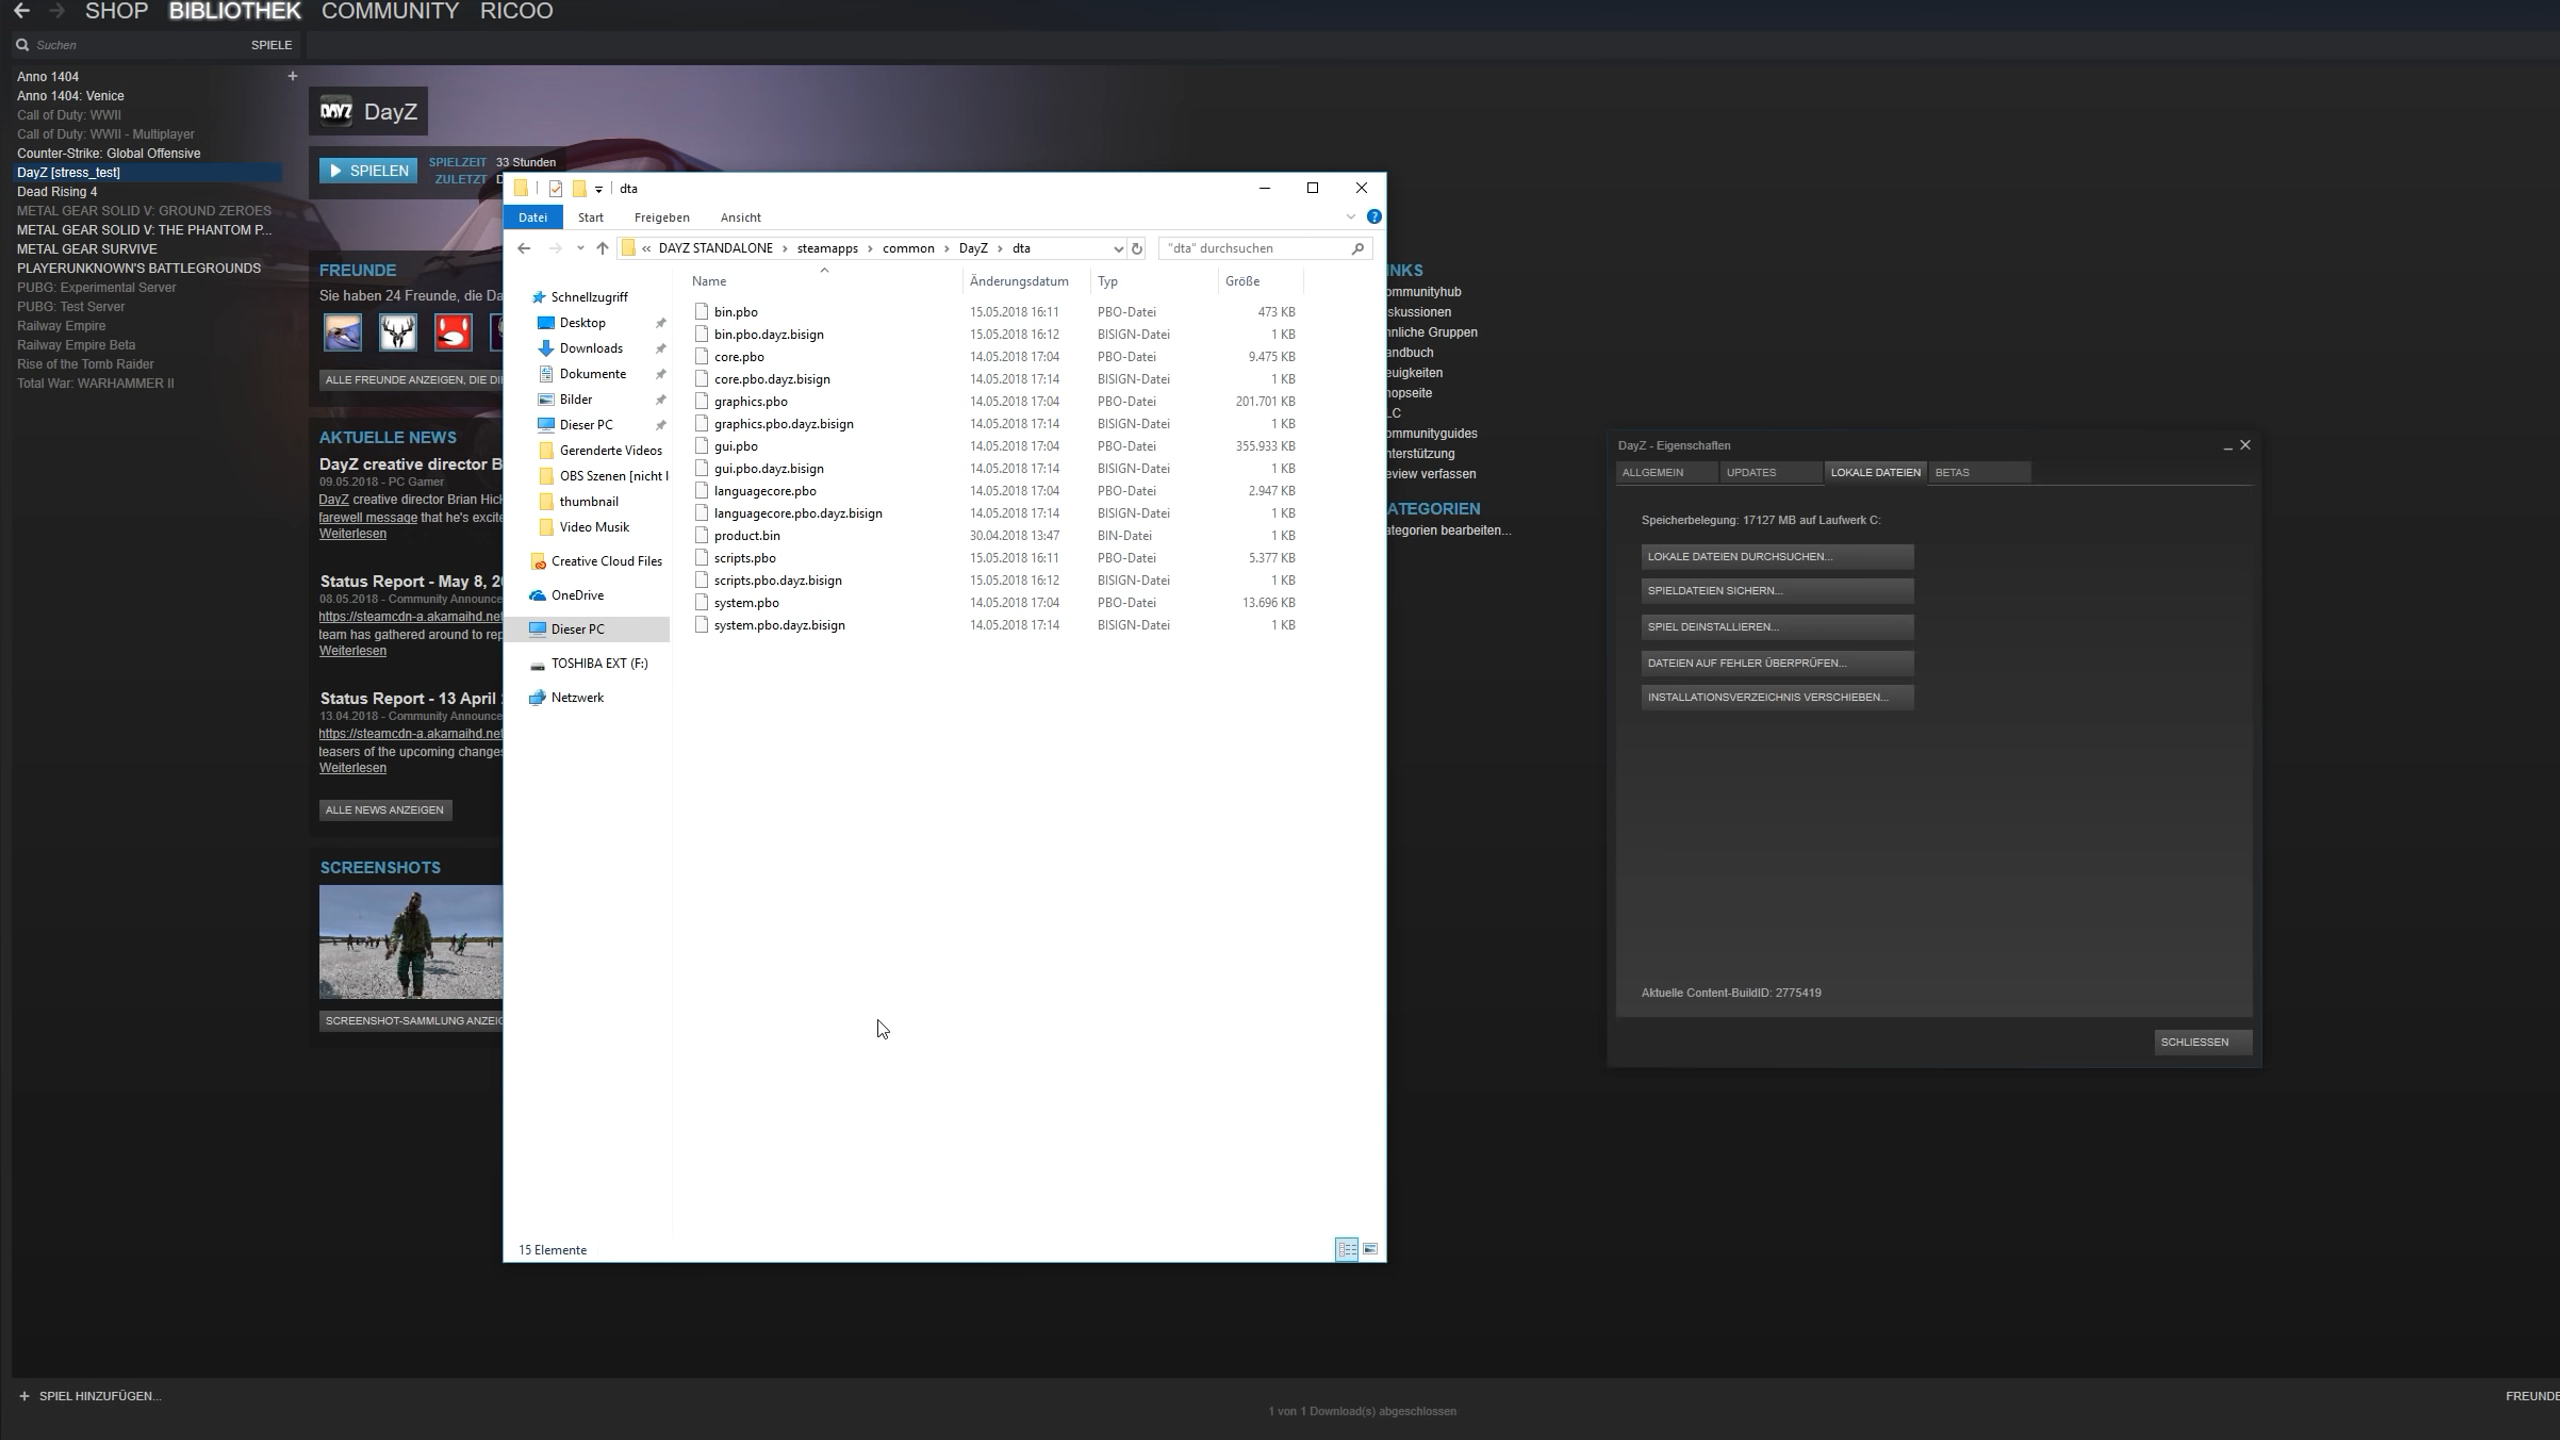 SHOP BIBLIOTHEK COMMUNITY RICOO
Suchen SPIELE
Anno 1404
Anno 1404: Venice
Call of Duty: WWII
Call of Duty: WWII - Multiplayer
Counter-Strike: Global Offensive
DayZ [stress_test]
Dead Rising 4
METAL GEAR SOLID V: GROUND ZEROES
METAL GEAR SOLID V: THE PHANTOM P...
METAL GEAR SURVIVE
PLAYERUNKNOWN'S BATTLEGROUNDS
PUBG: Experimental Server
PUBG: Test Server
Railway Empire
Railway Empire Beta
Rise of the Tomb Raider
Total War: WARHAMMER II
DAYZ DayZ
SPIELEN
SPIELZEIT 33 Stunden
ZULETZT D
FREUNDE
Sie haben 24 Freunde, die Da
ALLE FREUNDE ANZEIGEN, DIE DI
AKTUELLE NEWS
DayZ creative director B
09.05.2018 - PC Gamer
DayZ creative director Brian Hick
farewell message that he's excite
Weiterlesen
Status Report - May 8, 20
08.05.2018 - Community Announce
https://steamcdn-a.akamaihd.net
team has gathered around to rep
Weiterlesen
Status Report - 13 April
13.04.2018 - Community Announce
https://steamcdn-a.akamaihd.net
teasers of the upcoming changes
Weiterlesen
ALLE NEWS ANZEIGEN
SCREENSHOTS
SCREENSHOT-SAMMLUNG ANZEIG
dta
Datei Start Freigeben Ansicht
« DAYZ STANDALONE › steamapps › common › DayZ › dta
"dta" durchsuchen
Schnellzugriff
Desktop
Downloads
Dokumente
Bilder
Dieser PC
Gerenderte Videos
OBS Szenen [nicht l
thumbnail
Video Musik
Creative Cloud Files
OneDrive
Dieser PC
TOSHIBA EXT (F:)
Netzwerk
Name Änderungsdatum Typ Größe
bin.pbo 15.05.2018 16:11 PBO-Datei 473 KB
bin.pbo.dayz.bisign 15.05.2018 16:12 BISIGN-Datei 1 KB
core.pbo 14.05.2018 17:04 PBO-Datei 9.475 KB
core.pbo.dayz.bisign 14.05.2018 17:14 BISIGN-Datei 1 KB
graphics.pbo 14.05.2018 17:04 PBO-Datei 201.701 KB
graphics.pbo.dayz.bisign 14.05.2018 17:14 BISIGN-Datei 1 KB
gui.pbo 14.05.2018 17:04 PBO-Datei 355.933 KB
gui.pbo.dayz.bisign 14.05.2018 17:14 BISIGN-Datei 1 KB
languagecore.pbo 14.05.2018 17:04 PBO-Datei 2.947 KB
languagecore.pbo.dayz.bisign 14.05.2018 17:14 BISIGN-Datei 1 KB
product.bin 30.04.2018 13:47 BIN-Datei 1 KB
scripts.pbo 15.05.2018 16:11 PBO-Datei 5.377 KB
scripts.pbo.dayz.bisign 15.05.2018 16:12 BISIGN-Datei 1 KB
system.pbo 14.05.2018 17:04 PBO-Datei 13.696 KB
system.pbo.dayz.bisign 14.05.2018 17:14 BISIGN-Datei 1 KB
15 Elemente
INKS
ommunityhub
skussionen
nnliche Gruppen
andbuch
euigkeiten
hopseite
LC
ommunityguides
nterstützung
eview verfassen
ATEGORIEN
ategorien bearbeiten...
DayZ - Eigenschaften
ALLGEMEIN UPDATES LOKALE DATEIEN BETAS
Speicherbelegung: 17127 MB auf Laufwerk C:
LOKALE DATEIEN DURCHSUCHEN...
SPIELDATEIEN SICHERN...
SPIEL DEINSTALLIEREN...
DATEIEN AUF FEHLER ÜBERPRÜFEN...
INSTALLATIONSVERZEICHNIS VERSCHIEBEN...
Aktuelle Content-BuildID: 2775419
SCHLIESSEN
+ SPIEL HINZUFÜGEN...
1 von 1 Download(s) abgeschlossen
FREUNDE